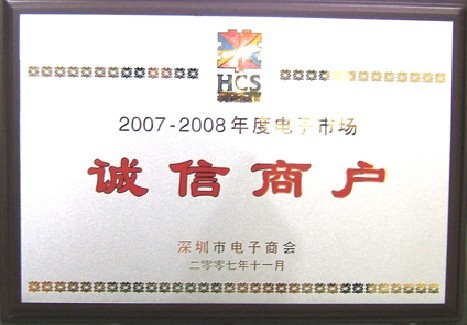 HCS
2007-2008年度电子市场
诚信商户
深圳市电子商会
二零零七年十一月